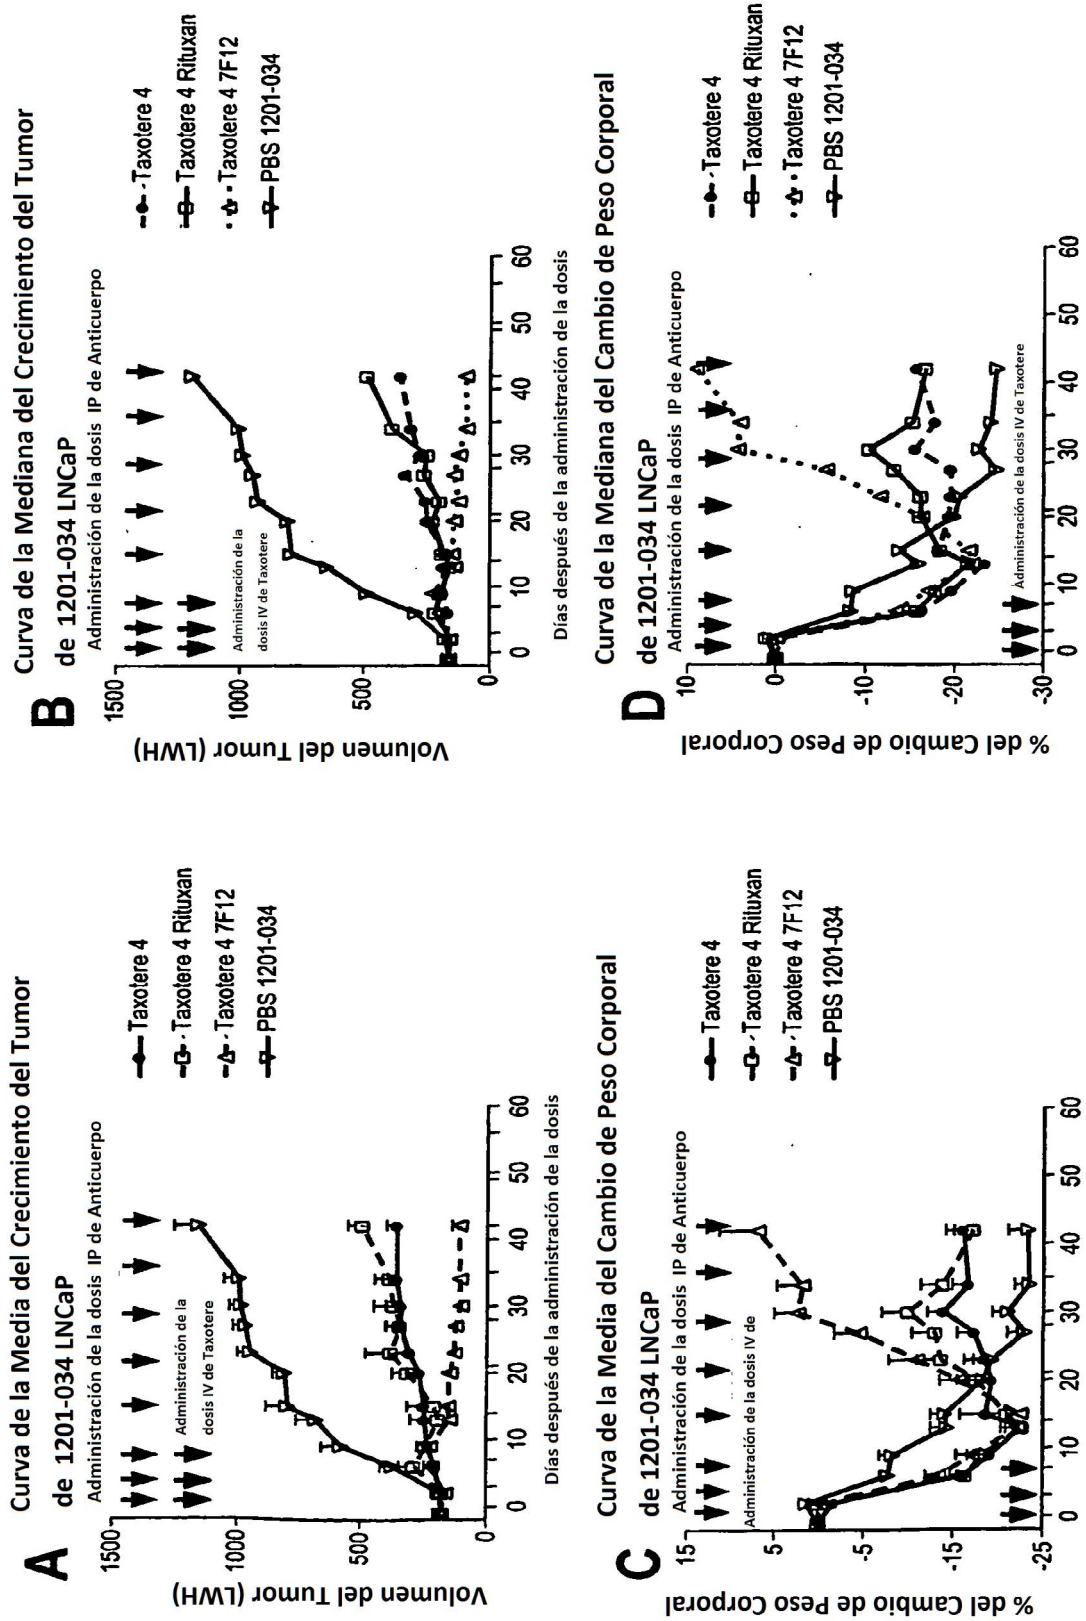 A
Curva de la Media del Crecimiento del Tumor
de 1201-034 LNCaP
Administración de la dosis IP de Anticuerpo
Administración de la
dosis IV de Taxotere
Volumen del Tumor (LWH)
1500
1000
500
0
0 10 20 30 40 50 60
Días después de la administración de la dosis
Taxotere 4
Taxotere 4 Rituxan
Taxotere 4 7F12
PBS 1201-034
B
Curva de la Mediana del Crecimiento del Tumor
de 1201-034 LNCaP
Administración de la dosis IP de Anticuerpo
Administración de la
dosis IV de Taxotere
Volumen del Tumor (LWH)
1500
1000
500
0
0 10 20 30 40 50 60
Días después de la administración de la dosis
Taxotere 4
Taxotere 4 Rituxan
Taxotere 4 7F12
PBS 1201-034
C
Curva de la Media del Cambio de Peso Corporal
de 1201-034 LNCaP
Administración de la dosis IP de Anticuerpo
Administración de la dosis IV de
% del Cambio de Peso Corporal
15
5
-5
-15
-25
0 10 20 30 40 50 60
Taxotere 4
Taxotere 4 Rituxan
Taxotere 4 7F12
PBS 1201-034
D
Curva de la Mediana del Cambio de Peso Corporal
de 1201-034 LNCaP
Administración de la dosis IP de Anticuerpo
% del Cambio de Peso Corporal
10
0
-10
-20
-30
Administración de la dosis IV de Taxotere
0 10 20 30 40 50 60
Taxotere 4
Taxotere 4 Rituxan
Taxotere 4 7F12
PBS 1201-034